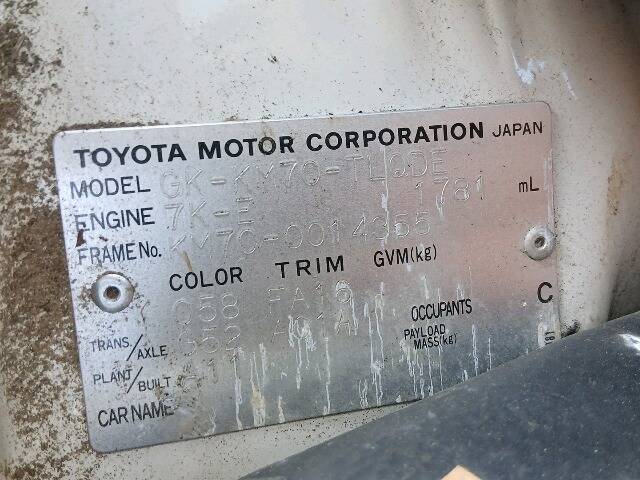 TOYOTA MOTOR CORPORATION JAPAN
MODEL GK-KM70-TLQDE
ENGINE 7K-E 1781 mL
FRAME No. KM70-0014355
COLOR TRIM GVM(kg)
058 FA16
C
TRANS./AXLE G52 OCCUPANTS
PAYLOAD MASS(kg)
PLANT/BUILT
CAR NAME